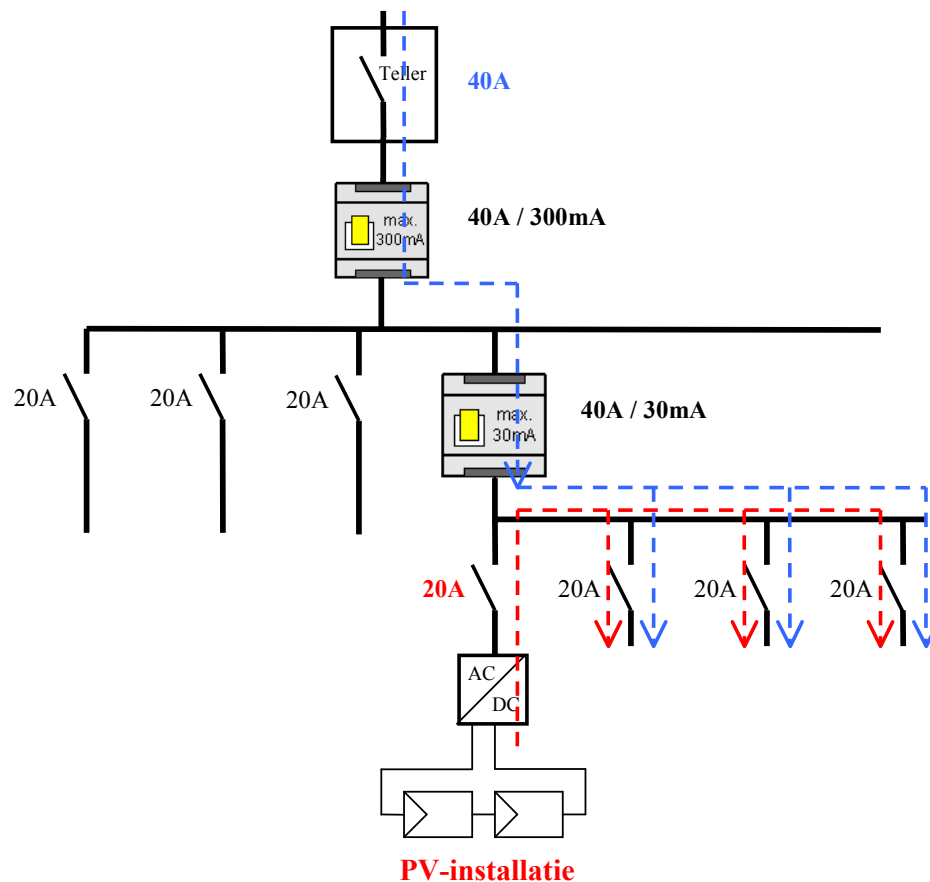 Teller
40A
max.
300mA
40A / 300mA
20A
20A
20A
max.
30mA
40A / 30mA
20A
20A
20A
20A
AC
DC
PV-installatie